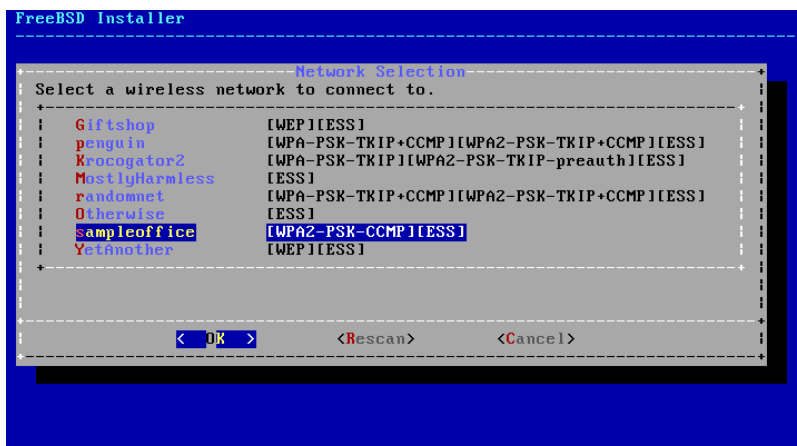 FreeBSD Installer
Network Selection
Select a wireless network to connect to.
Giftshop [WEP][ESS]
penguin [WPA-PSK-TKIP+CCMP][WPA2-PSK-TKIP+CCMP][ESS]
Krocogator2 [WPA-PSK-TKIP][WPA2-PSK-TKIP-preauth][ESS]
MostlyHarmless [ESS]
randomnet [WPA-PSK-TKIP+CCMP][WPA2-PSK-TKIP+CCMP][ESS]
Otherwise [ESS]
sampleoffice [WPA2-PSK-CCMP][ESS]
YetAnother [WEP][ESS]
< OK > <Rescan> <Cancel>